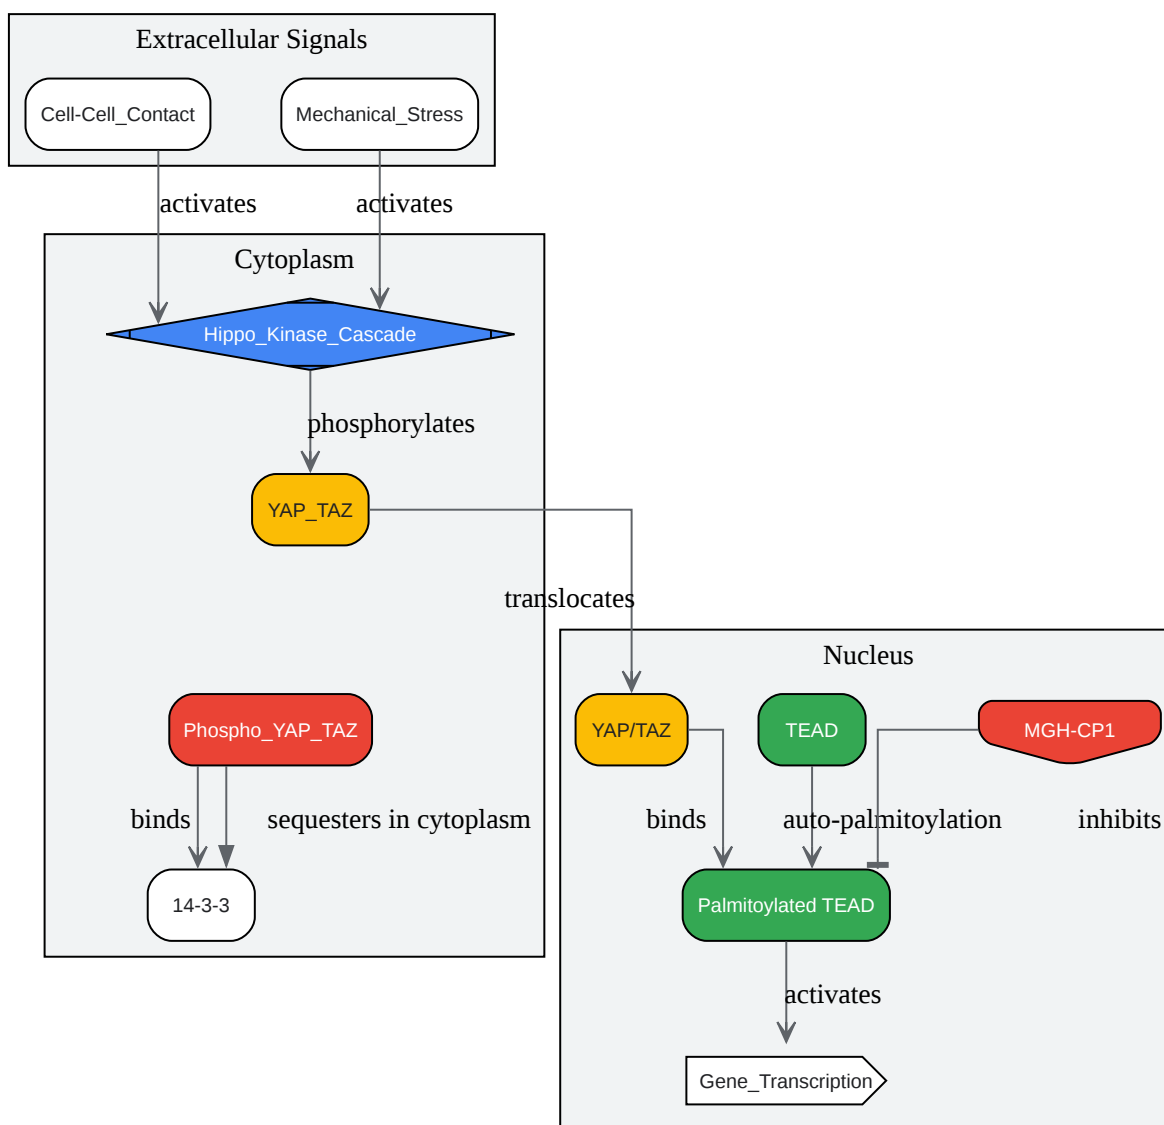 Extracellular Signals
Cell-Cell_Contact
Mechanical_Stress
activates
activates
Cytoplasm
Hippo_Kinase_Cascade
phosphorylates
YAP_TAZ
translocates
Nucleus
Phospho_YAP_TAZ
YAP/TAZ
TEAD
MGH-CP1
binds
sequesters in cytoplasm
binds
auto-palmitoylation
inhibits
14-3-3
Palmitoylated TEAD
activates
Gene_Transcription